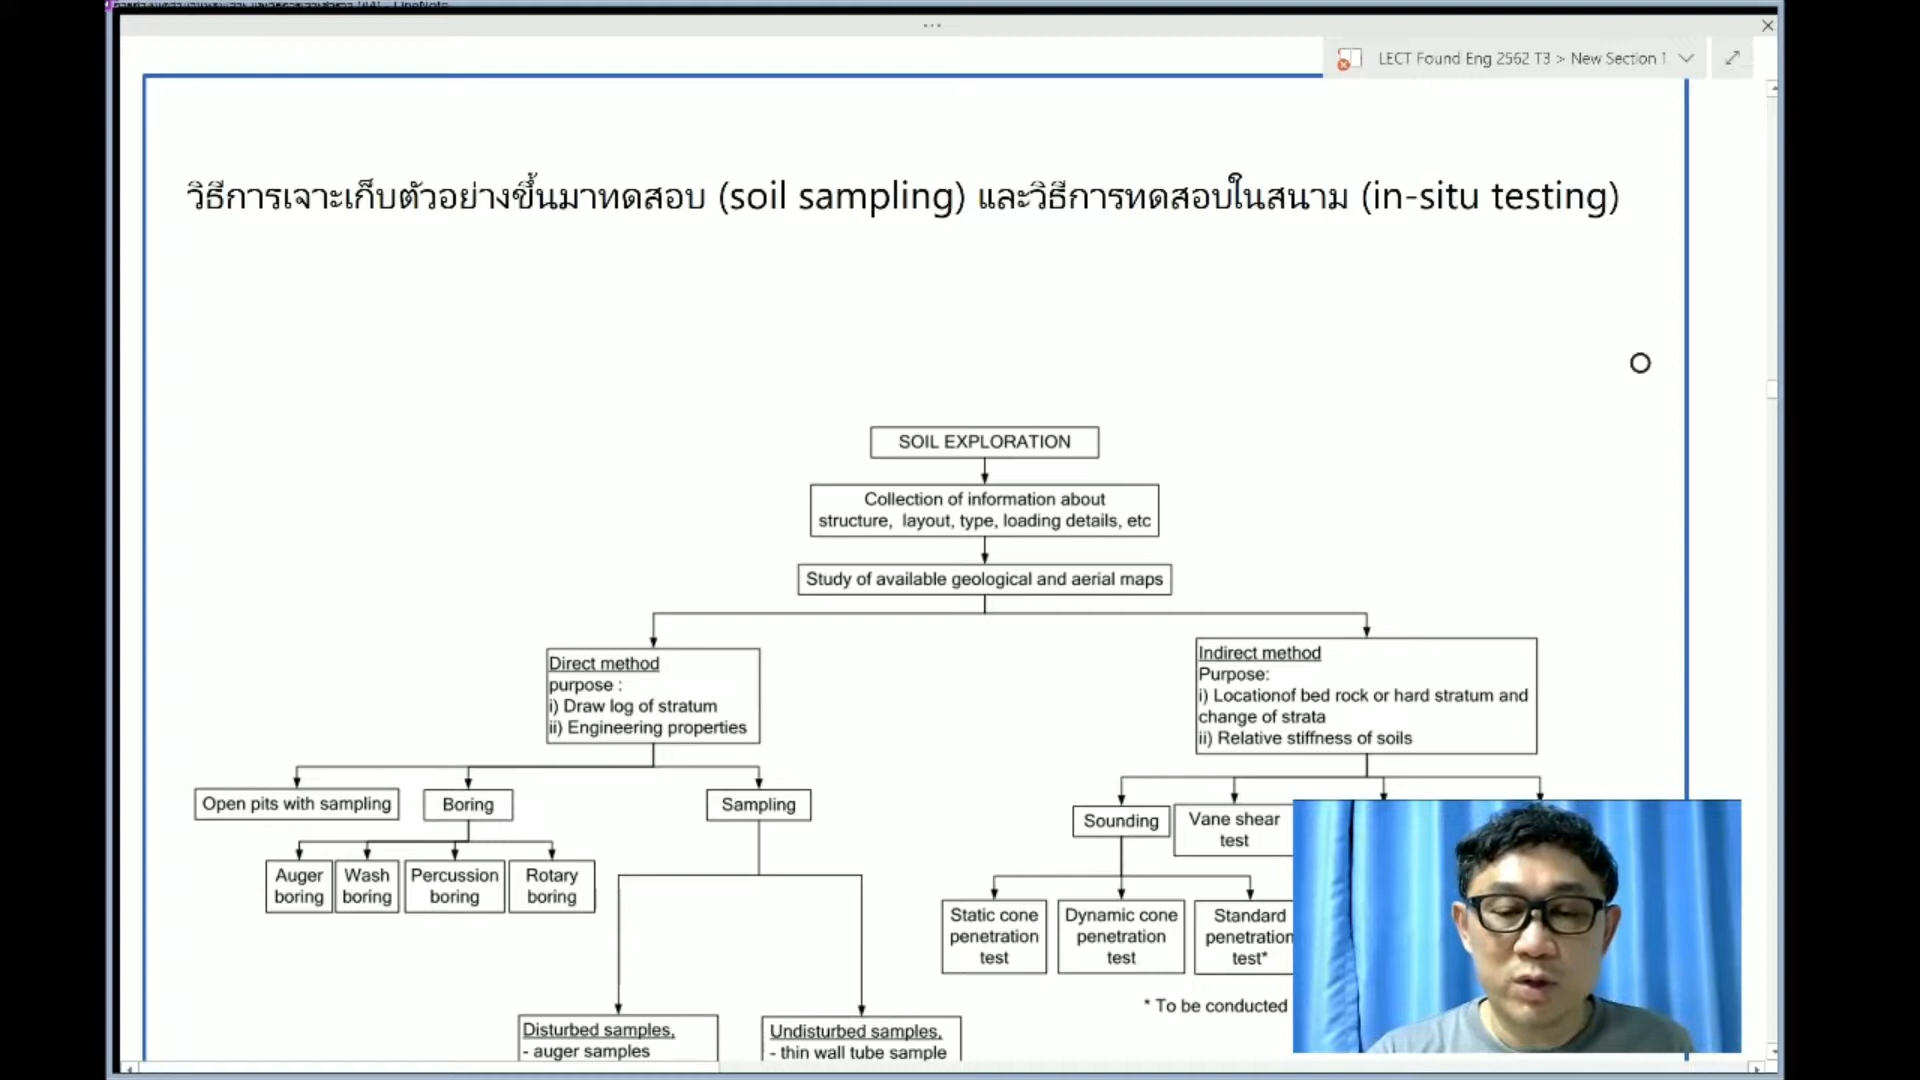 LECT Found Eng 2562 T3 > New Section 1
วิธีการเจาะเก็บตัวอย่างขึ้นมาทดสอบ (soil sampling) และวิธีการทดสอบในสนาม (in-situ testing)
SOIL EXPLORATION
Collection of information about
structure, layout, type, loading details, etc
Study of available geological and aerial maps
Direct method
purpose :
i) Draw log of stratum
ii) Engineering properties
Indirect method
Purpose:
i) Locationof bed rock or hard stratum and
change of strata
ii) Relative stiffness of soils
Open pits with sampling
Boring
Sampling
Sounding
Vane shear
test
Auger
boring
Wash
boring
Percussion
boring
Rotary
boring
Static cone
penetration
test
Dynamic cone
penetration
test
Standard
penetration
test*
* To be conducted
Disturbed samples,
- auger samples
Undisturbed samples,
- thin wall tube sample